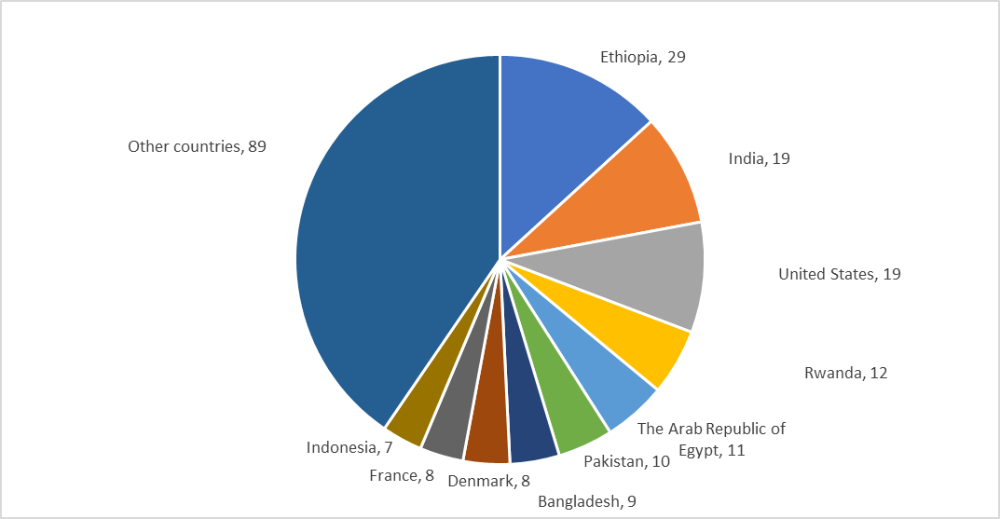 Ethiopia, 29
Other countries, 89
India, 19
United States, 19
Rwanda, 12
The Arab Republic of
Egypt, 11
Pakistan, 10
Bangladesh, 9
Denmark, 8
France, 8
Indonesia, 7